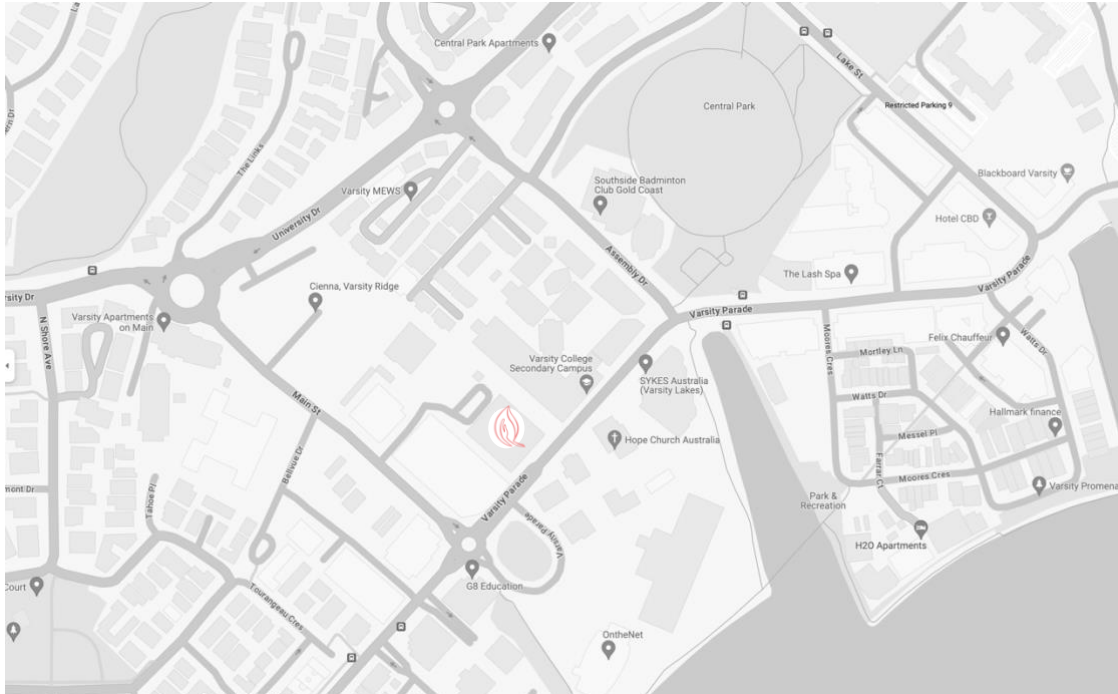 Central Park Apartments
Lake St
Central Park
Restricted Parking 9
The Links
Varsity MEWS
Southside Badminton
Club Gold Coast
Blackboard Varsity
Hotel CBD
University Dr
Assembly Dr
The Lash Spa
Varsity Parade
rsity Dr
Cienna, Varsity Ridge
Varsity Parade
N Shore Ave
Varsity Apartments
on Main
Moores Cres
Felix Chauffeur
Watts Dr
Mortley Ln
Varsity College
Secondary Campus
SYKES Australia
(Varsity Lakes)
Main St
Watts Dr
Hallmark finance
Messel Pl
Hope Church Australia
Bellvue Dr
Farrar Ct
Moores Cres
mont Dr
Tahoe Pl
Varsity Parade
Park &
Recreation
Varsity Promena
Varsity Parade
H2O Apartments
G8 Education
Court
Tourangeau Cres
OntheNet